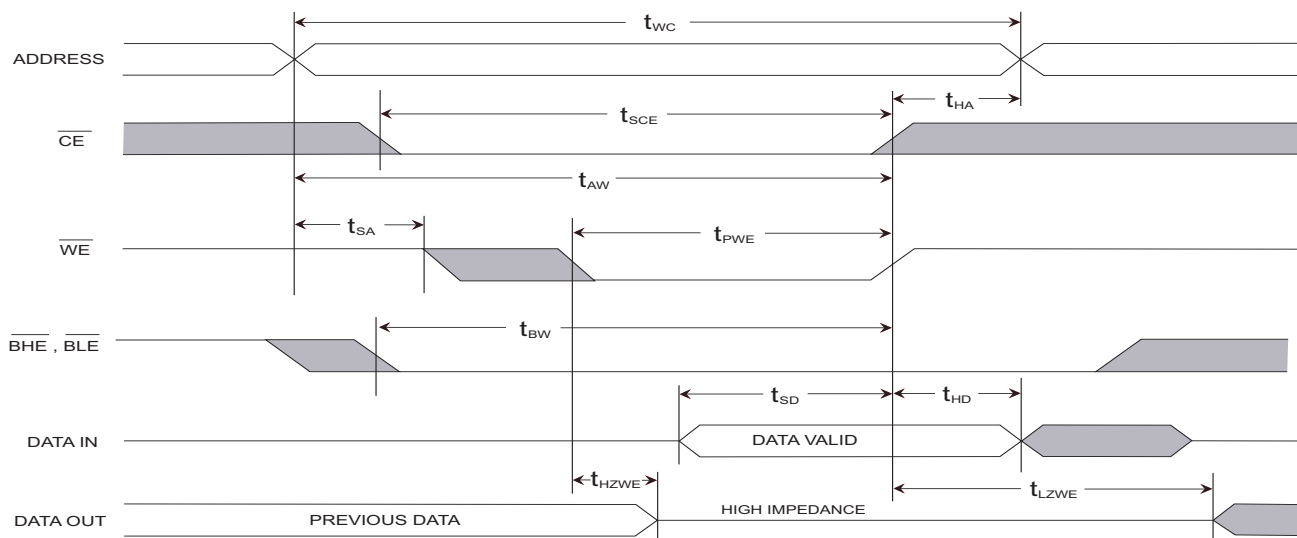 tWC
ADDRESS
tHA
tSCE
CE
tAW
tSA
tPWE
WE
tBW
BHE , BLE
tSD
tHD
DATA IN
DATA VALID
tHZWE
tLZWE
HIGH IMPEDANCE
DATA OUT
PREVIOUS DATA